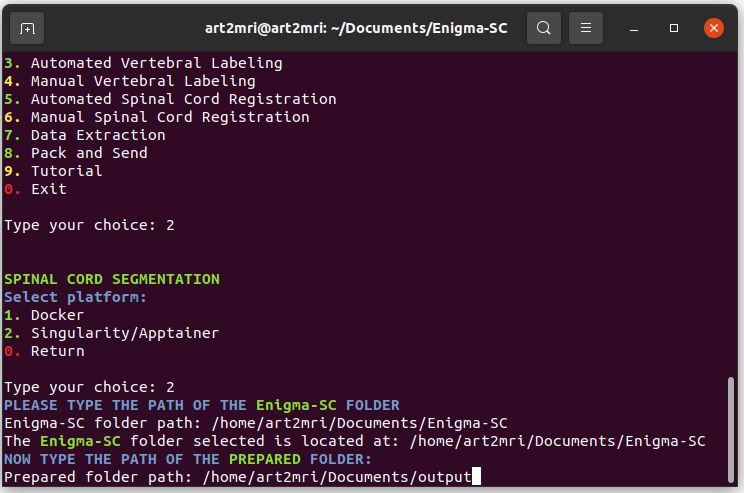 art2mri@art2mri: ~/Documents/Enigma-SC
3. Automated Vertebral Labeling
4. Manual Vertebral Labeling
5. Automated Spinal Cord Registration
6. Manual Spinal Cord Registration
7. Data Extraction
8. Pack and Send
9. Tutorial
0. Exit
Type your choice: 2
SPINAL CORD SEGMENTATION
Select platform:
1. Docker
2. Singularity/Apptainer
0. Return
Type your choice: 2
PLEASE TYPE THE PATH OF THE Enigma-SC FOLDER
Enigma-SC folder path: /home/art2mri/Documents/Enigma-SC
The Enigma-SC folder selected is located at: /home/art2mri/Documents/Enigma-SC
NOW TYPE THE PATH OF THE PREPARED FOLDER:
Prepared folder path: /home/art2mri/Documents/output